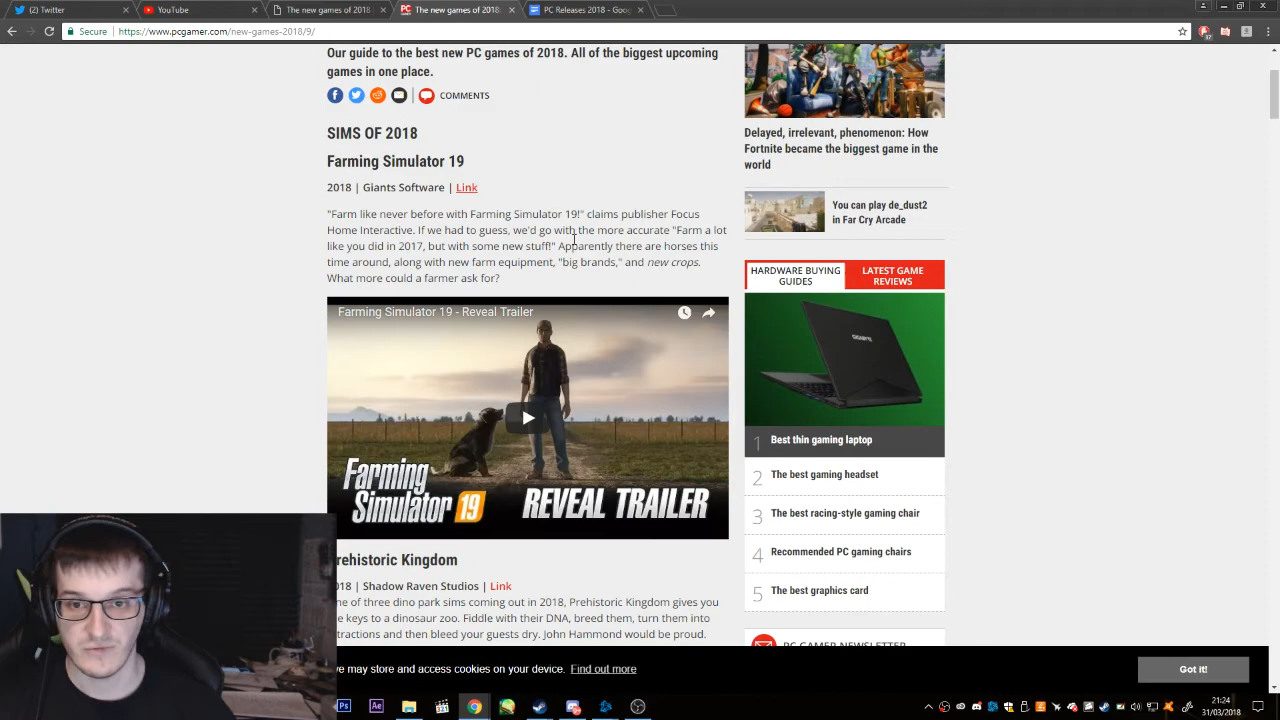 (2) Twitter
YouTube
The new games of 2018:
The new games of 2018:
PC Releases 2018 - Goo
Secure
https://www.pcgamer.com/new-games-2018/9/
37
Our guide to the best new PC games of 2018. All of the biggest upcoming
games in one place.
COMMENTS
SIMS OF 2018
Farming Simulator 19
2018 | Giants Software | Link
"Farm like never before with Farming Simulator 19!" claims publisher Focus
Home Interactive. If we had to guess, we'd go with the more accurate "Farm a lot
like you did in 2017, but with some new stuff!" Apparently there are horses this
time around, along with new farm equipment, "big brands," and new crops.
What more could a farmer ask for?
Farming Simulator 19 - Reveal Trailer
Farming
Simulator 19
REVEAL TRAILER
rehistoric Kingdom
018 | Shadow Raven Studios | Link
ne of three dino park sims coming out in 2018, Prehistoric Kingdom gives you
e keys to a dinosaur zoo. Fiddle with their DNA, breed them, turn them into
tractions and then bleed your guests dry. John Hammond would be proud.
Delayed, irrelevant, phenomenon: How
Fortnite became the biggest game in the
world
You can play de_dust2
in Far Cry Arcade
HARDWARE BUYING
GUIDES
LATEST GAME
REVIEWS
GIGABYTE
1 Best thin gaming laptop
2 The best gaming headset
3 The best racing-style gaming chair
4 Recommended PC gaming chairs
5 The best graphics card
PC GAMER NEWSLETTER
we may store and access cookies on your device. Find out more
Got it!
Ps
Ae
21:24
31/03/2018